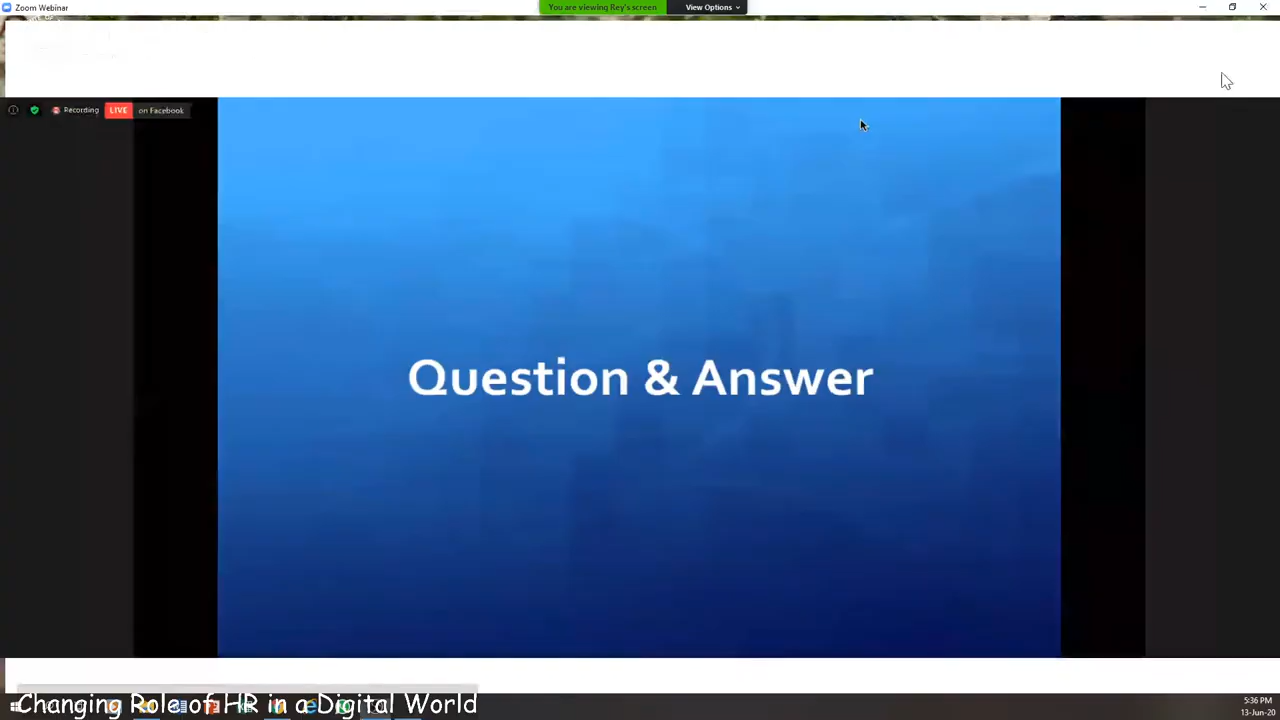 Zoom Webinar
You are viewing Rey's screen
View Options
Recording
LIVE
on Facebook
Question & Answer
Changing Role of HR in a Digital World
5:36 PM
13-Jun-20